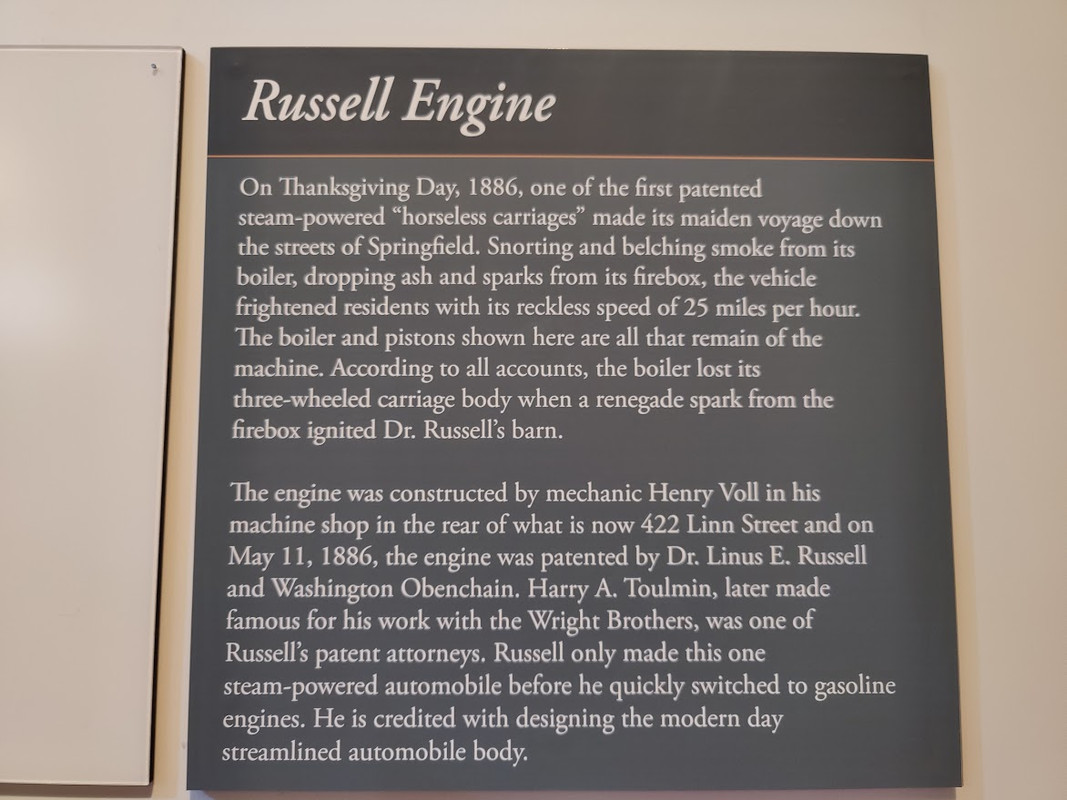 Russell Engine
On Thanksgiving Day, 1886, one of the first patented
steam-powered “horseless carriages” made its maiden voyage down
the streets of Springfield. Snorting and belching smoke from its
boiler, dropping ash and sparks from its firebox, the vehicle
frightened residents with its reckless speed of 25 miles per hour.
The boiler and pistons shown here are all that remain of the
machine. According to all accounts, the boiler lost its
three-wheeled carriage body when a renegade spark from the
firebox ignited Dr. Russell’s barn.
The engine was constructed by mechanic Henry Voll in his
machine shop in the rear of what is now 422 Linn Street and on
May 11, 1886, the engine was patented by Dr. Linus E. Russell
and Washington Obenchain. Harry A. Toulmin, later made
famous for his work with the Wright Brothers, was one of
Russell’s patent attorneys. Russell only made this one
steam-powered automobile before he quickly switched to gasoline
engines. He is credited with designing the modern day
streamlined automobile body.